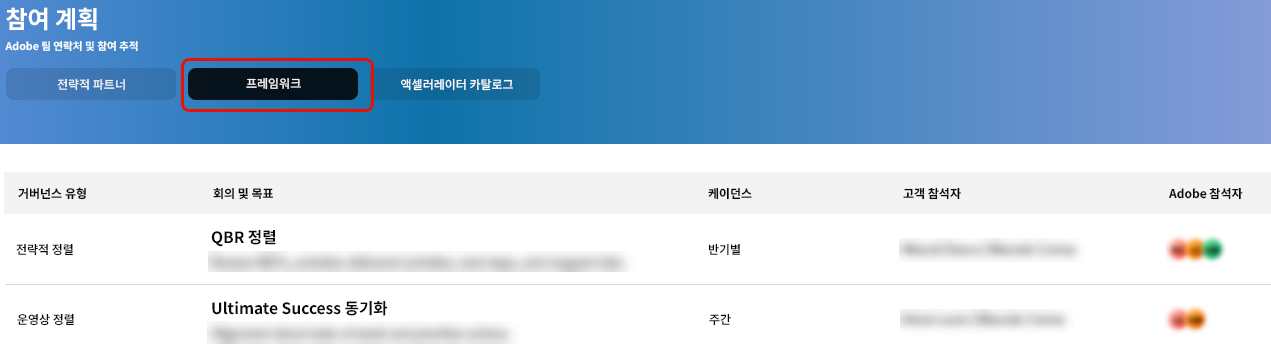 참여 계획
Adobe 팀 연락처 및 참여 추적
전략적 파트너 프레임워크 액셀러레이터 카탈로그
거버넌스 유형 회의 및 목표 케이던스 고객 참석자 Adobe 참석자
QBR 정렬
전략적 정렬 반기별
Ultimate Success 동기화
운영상 정렬 주간